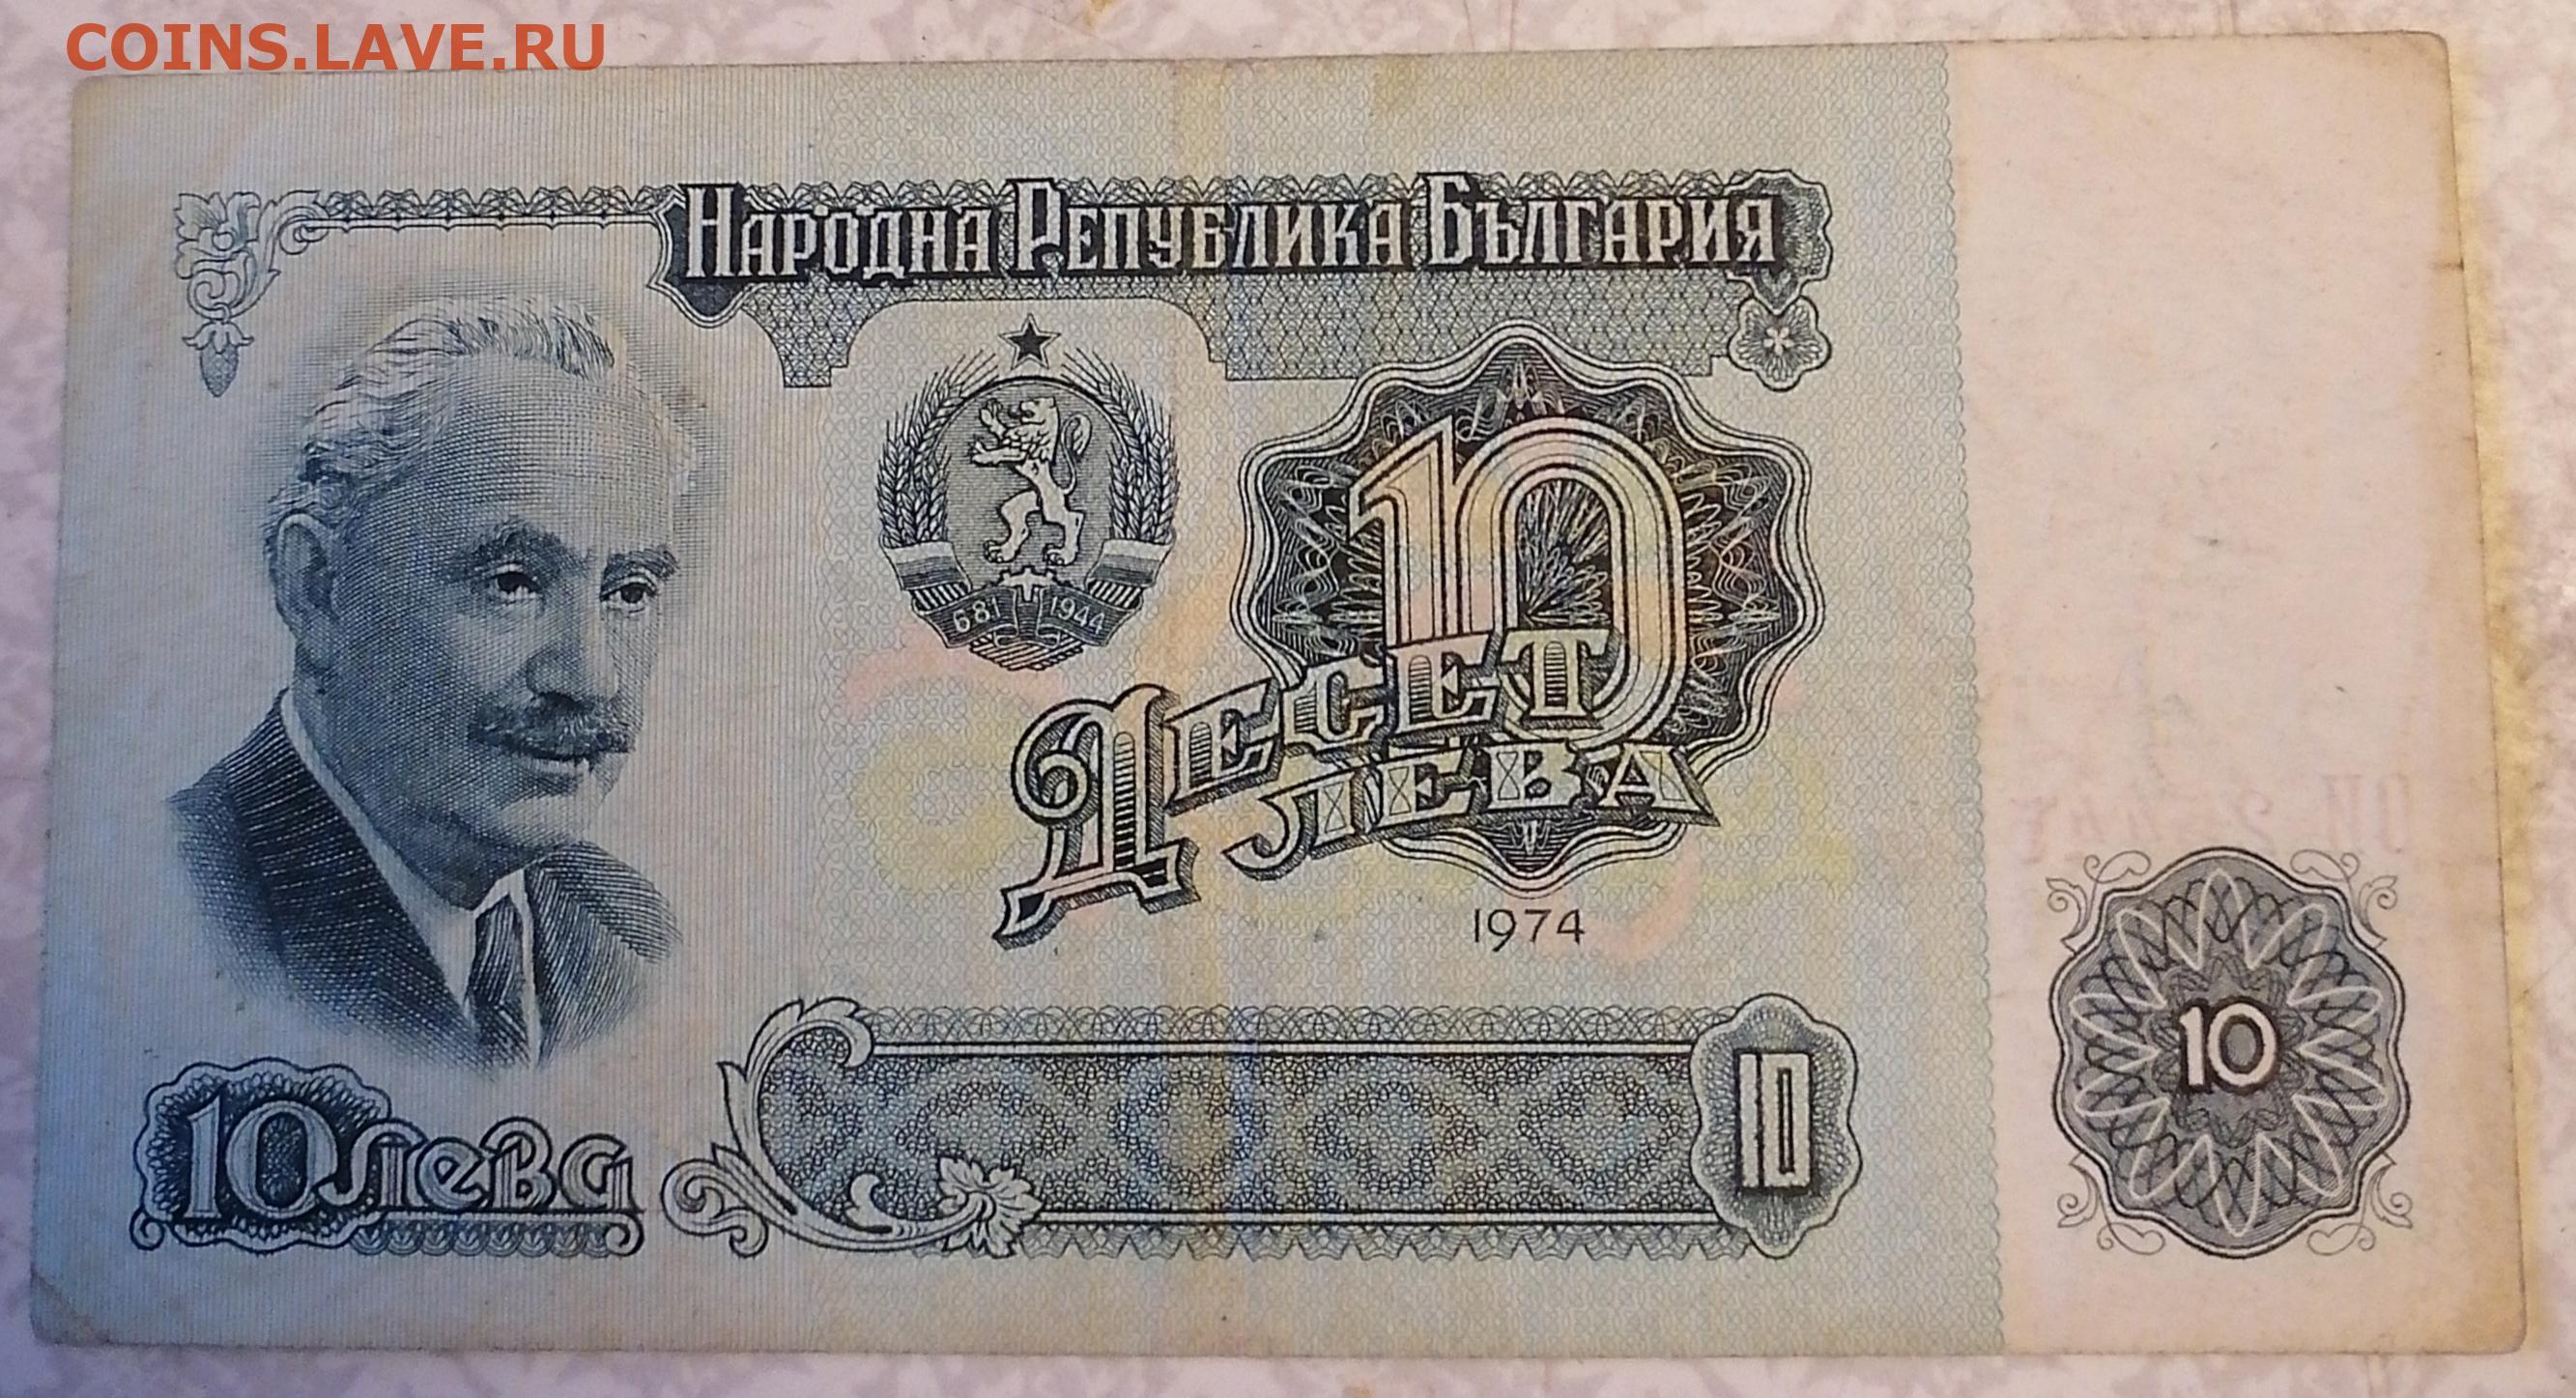 COINS.LAVE.RU
НАРОДНА РЕПУБЛИКА БЪЛГАРИЯ
681 1944
10
ДЕСЕТ
ЛЕВА
1974
10 лева
10
10